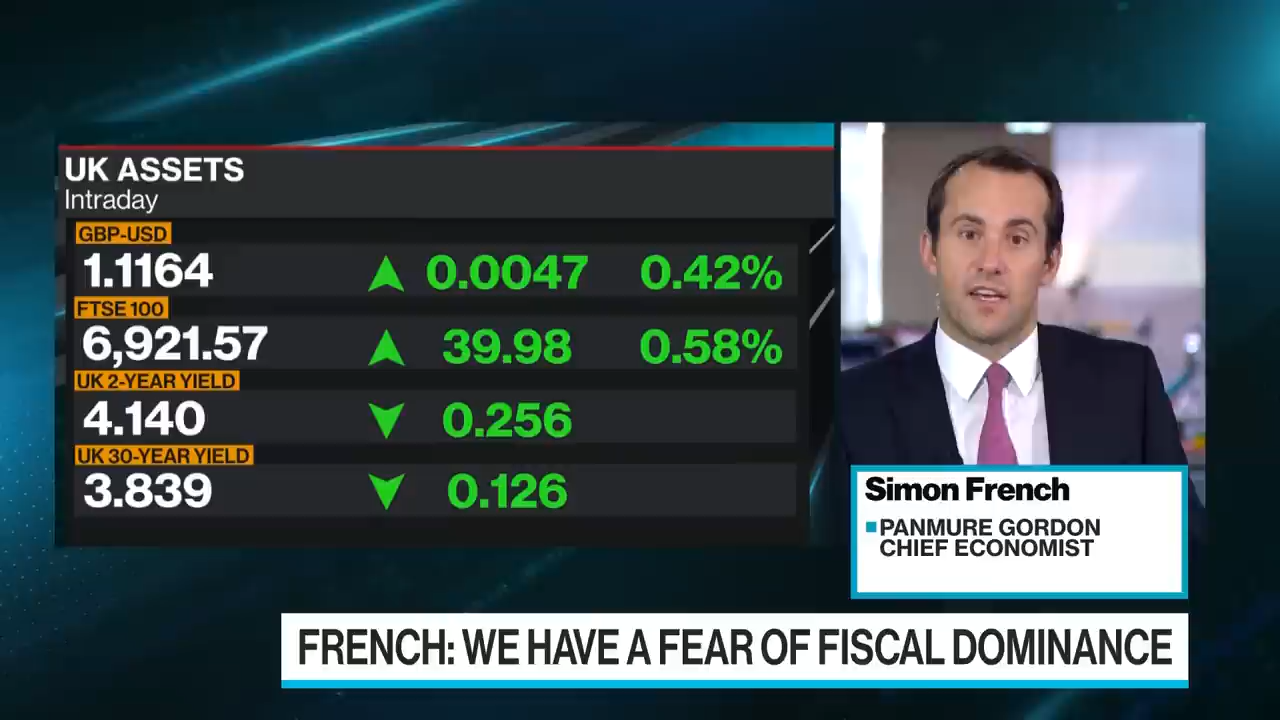 UK ASSETS
Intraday
GBP-USD
1.1164 ▲ 0.0047 0.42%
FTSE 100
6,921.57 ▲ 39.98 0.58%
UK 2-YEAR YIELD
4.140 ▼ 0.256
UK 30-YEAR YIELD
3.839 ▼ 0.126
Simon French
PANMURE GORDON
CHIEF ECONOMIST
FRENCH: WE HAVE A FEAR OF FISCAL DOMINANCE